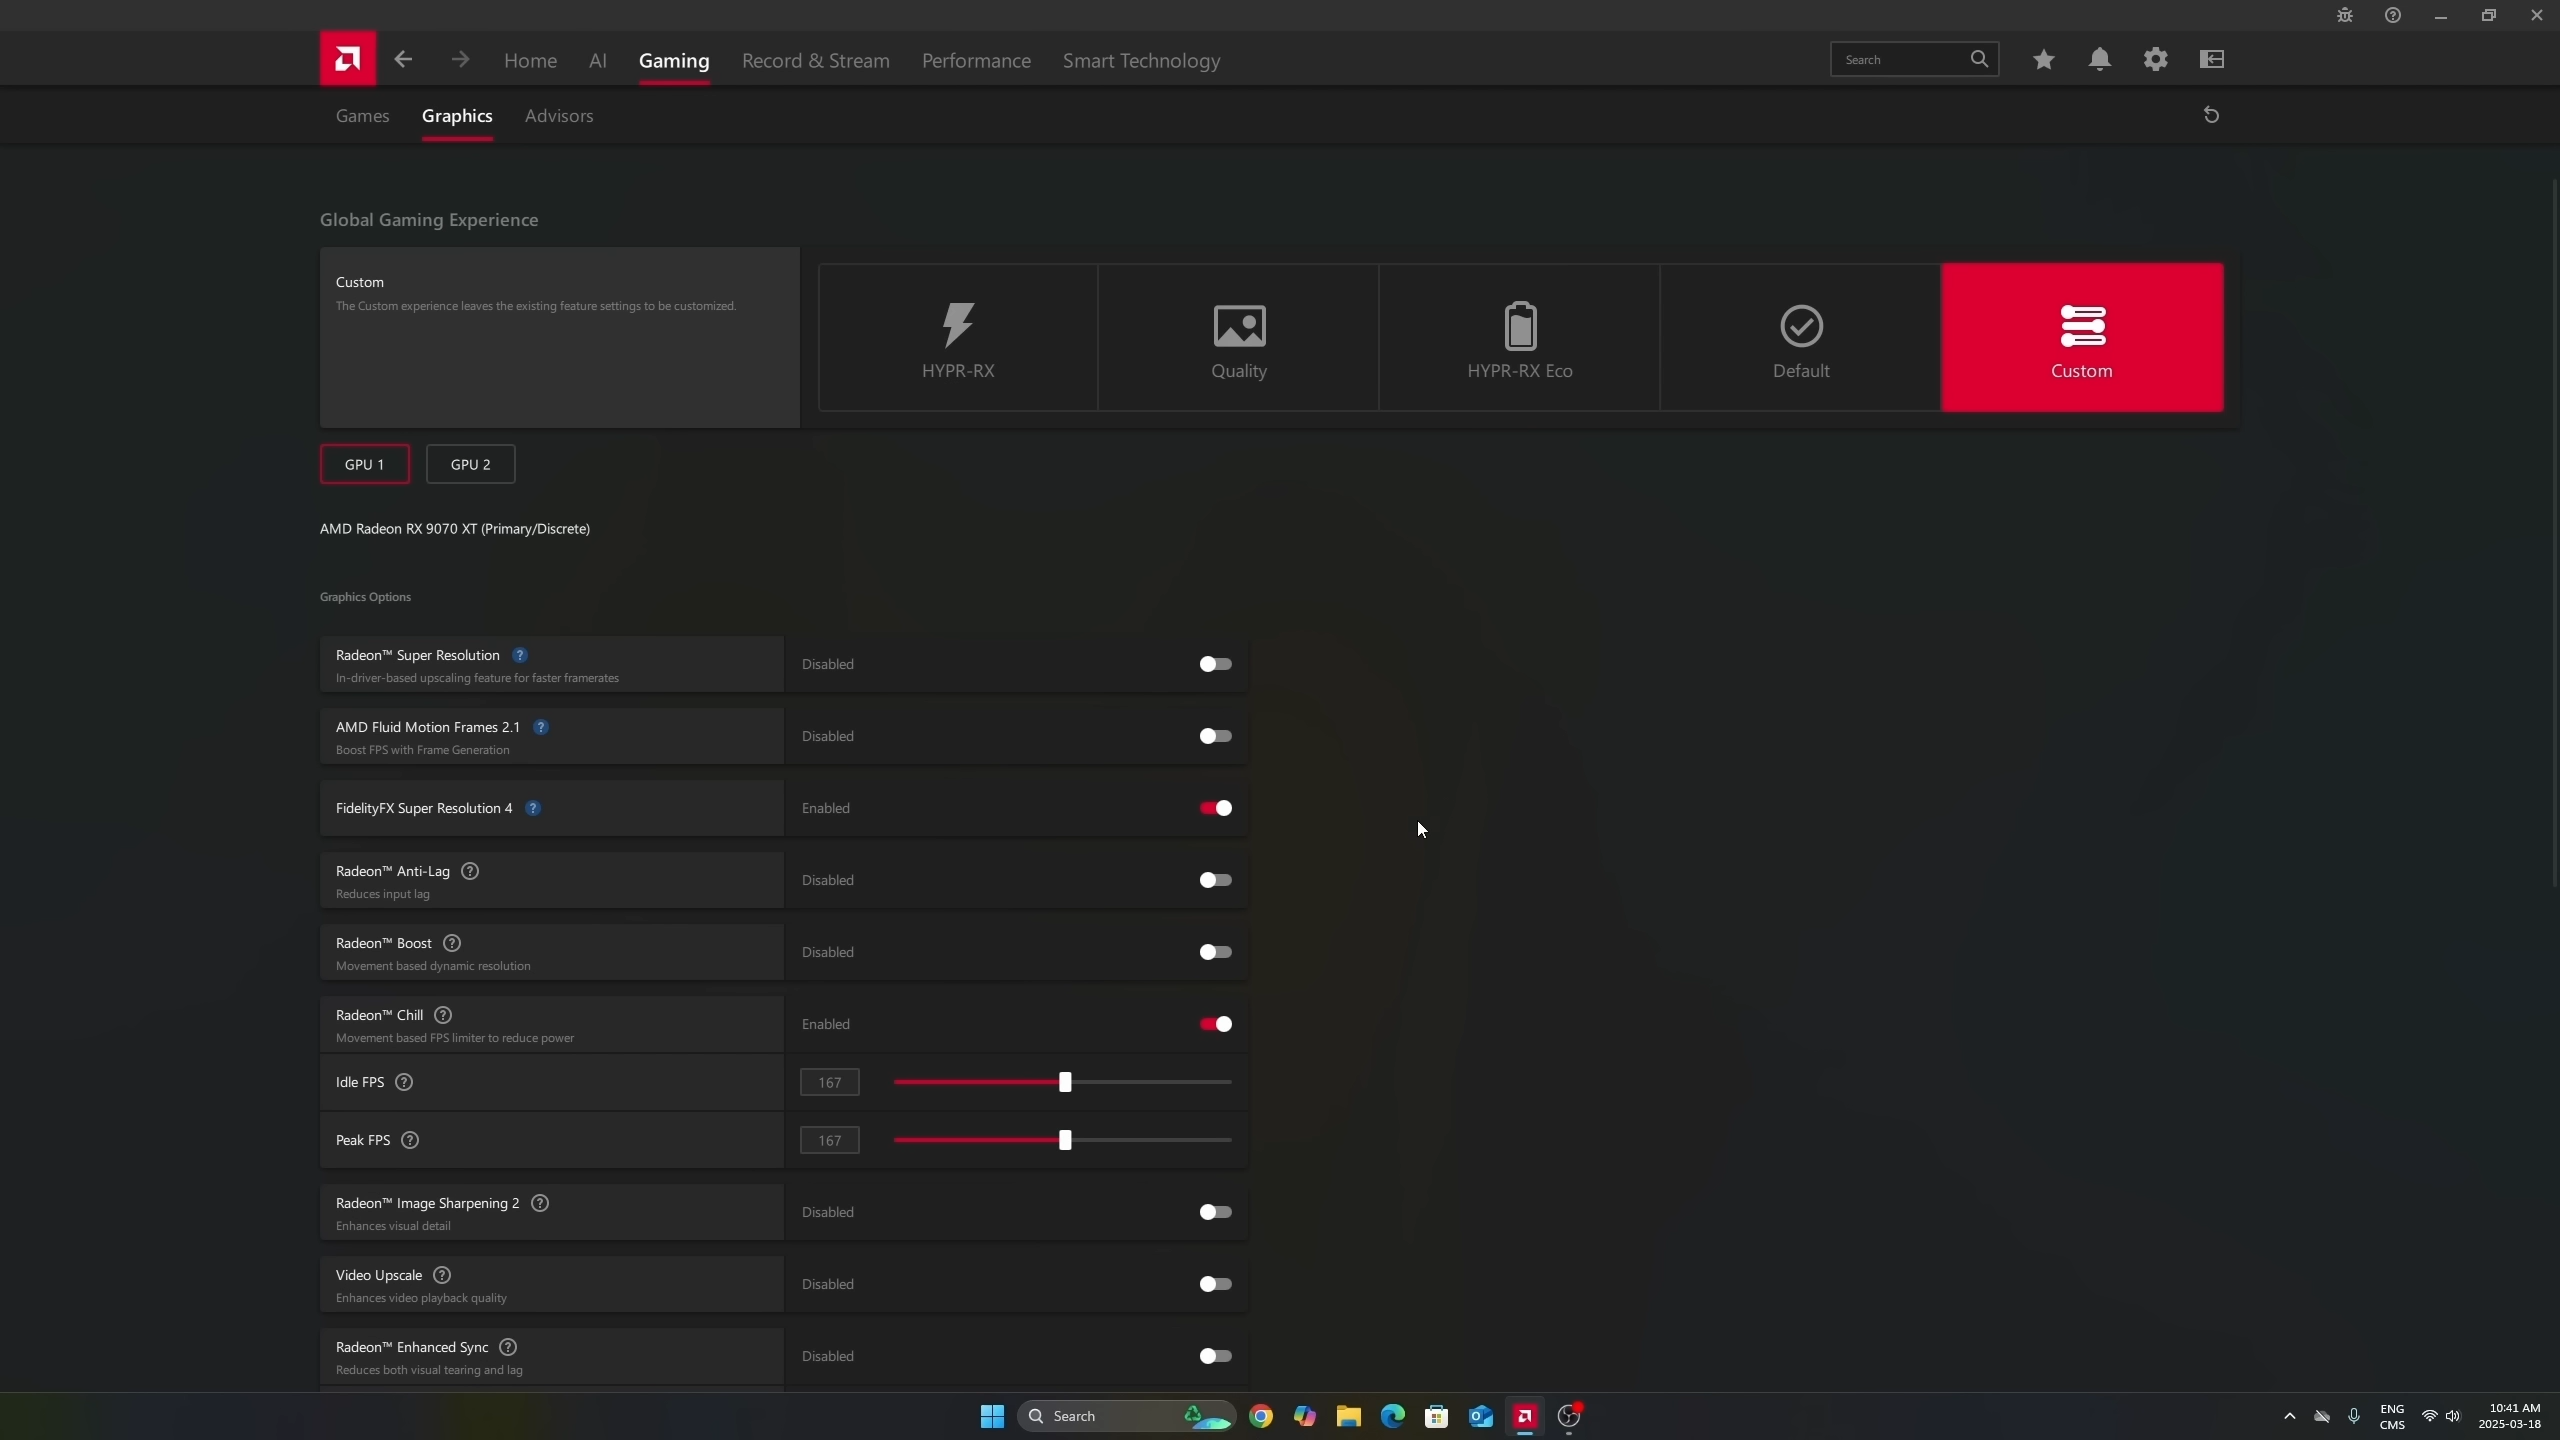 Home
AI
Gaming
Record & Stream
Performance
Smart Technology
Search
Games
Graphics
Advisors
Global Gaming Experience
Custom
The Custom experience leaves the existing feature settings to be customized.
HYPR-RX
Quality
HYPR-RX Eco
Default
Custom
GPU 1
GPU 2
AMD Radeon RX 9070 XT (Primary/Discrete)
Graphics Options
Radeon™ Super Resolution ?
In-driver-based upscaling feature for faster framerates
Disabled
AMD Fluid Motion Frames 2.1 ?
Boost FPS with Frame Generation
Disabled
FidelityFX Super Resolution 4 ?
Enabled
Radeon™ Anti-Lag ?
Reduces input lag
Disabled
Radeon™ Boost ?
Movement based dynamic resolution
Disabled
Radeon™ Chill ?
Movement based FPS limiter to reduce power
Enabled
Idle FPS ?
167
Peak FPS ?
167
Radeon™ Image Sharpening 2 ?
Enhances visual detail
Disabled
Video Upscale ?
Enhances video playback quality
Disabled
Radeon™ Enhanced Sync ?
Reduces both visual tearing and lag
Disabled
Search
ENG
CMS
10:41 AM
2025-03-18